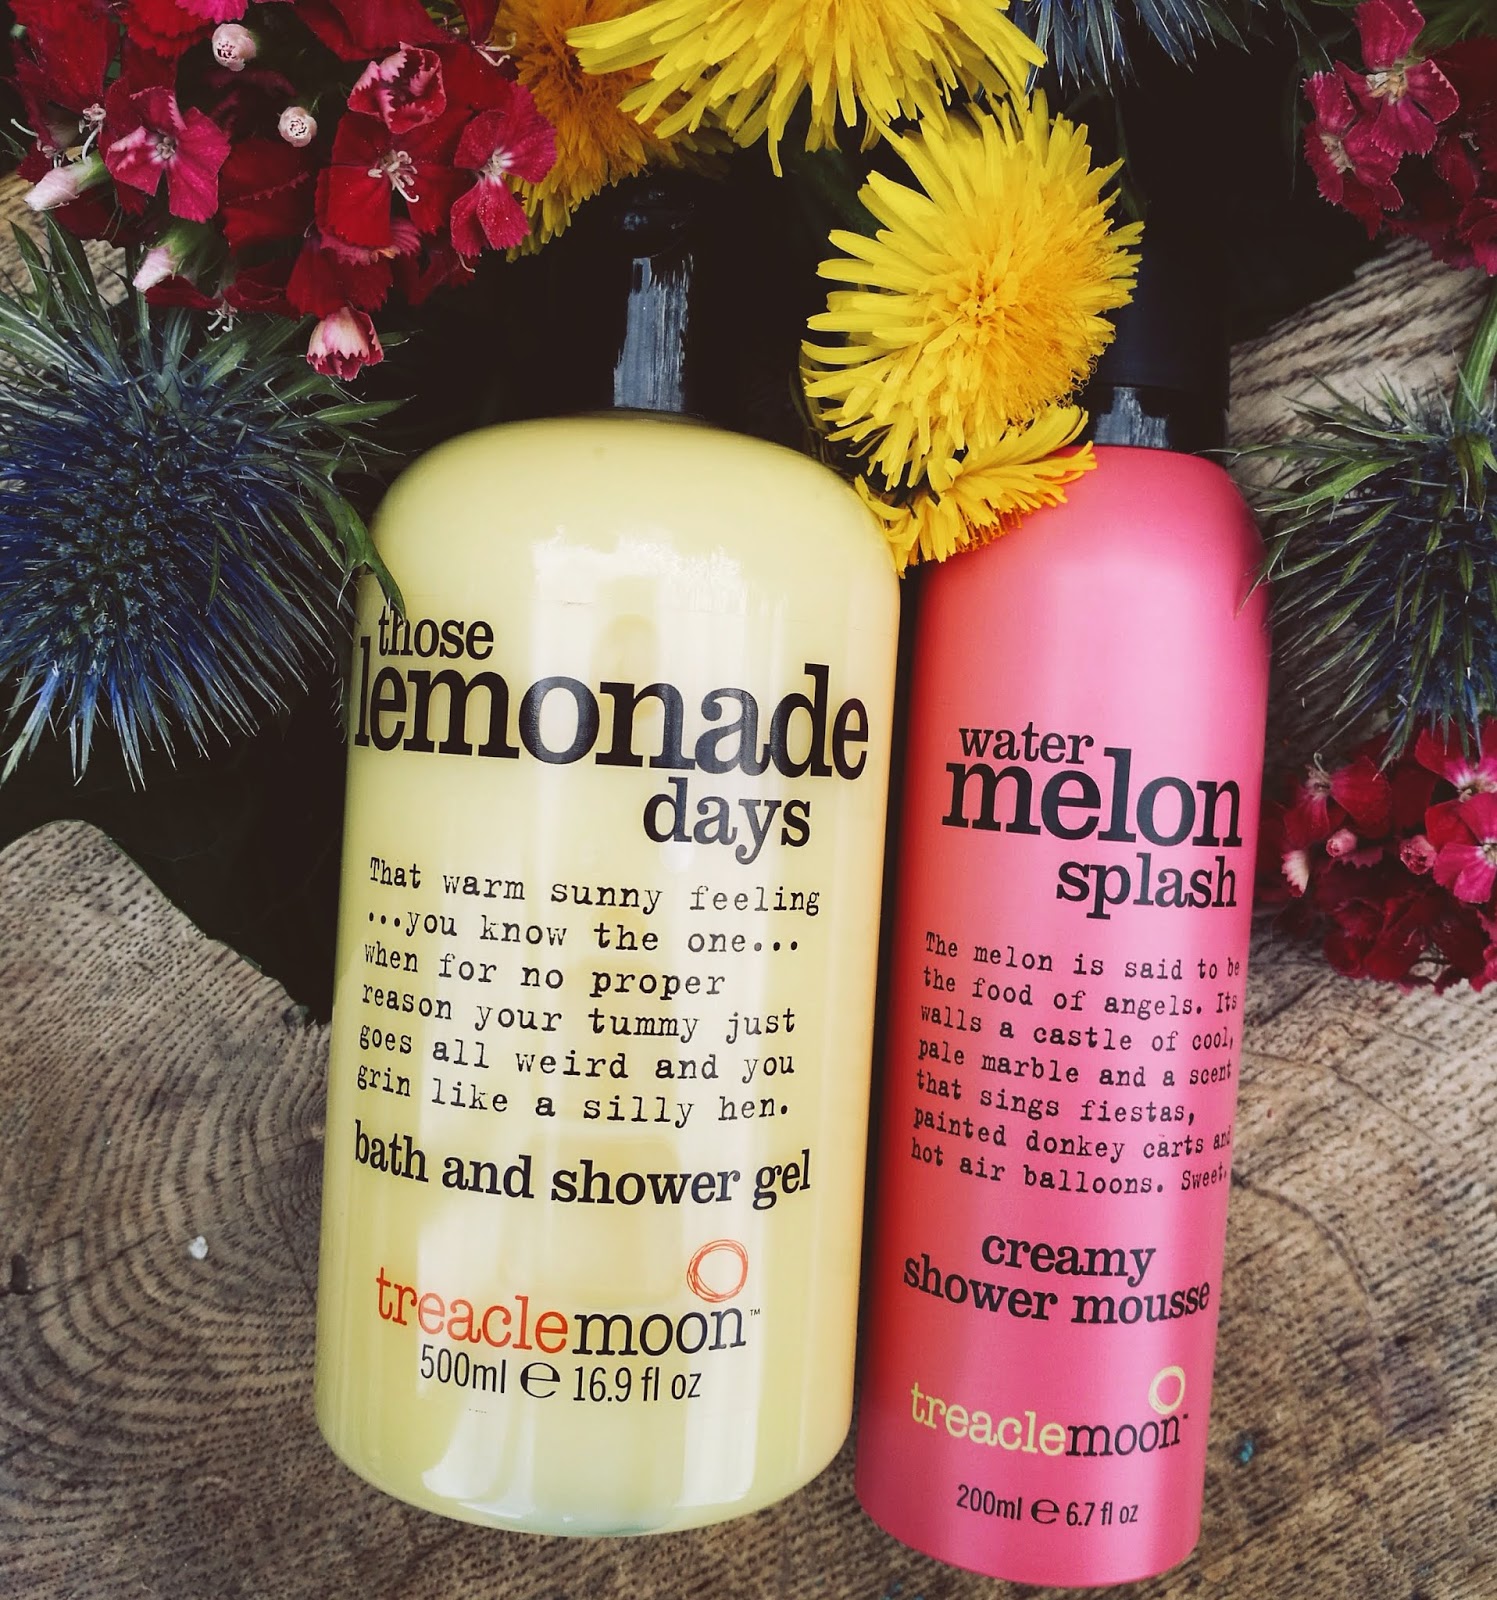 those
lemonade
days
That warm sunny feeling
...you know the one...
when for no proper
reason your tummy just
goes all weird and you
grin like a silly hen.
bath and shower gel
treaclemoon™
500ml ℮ 16.9 fl oz
water
melon
splash
The melon is said to be
the food of angels. Its
walls a castle of cool,
pale marble and a scent
that sings fiestas,
painted donkey carts and
hot air balloons. Sweet.
creamy
shower mousse
treaclemoon™
200ml ℮ 6.7 fl oz